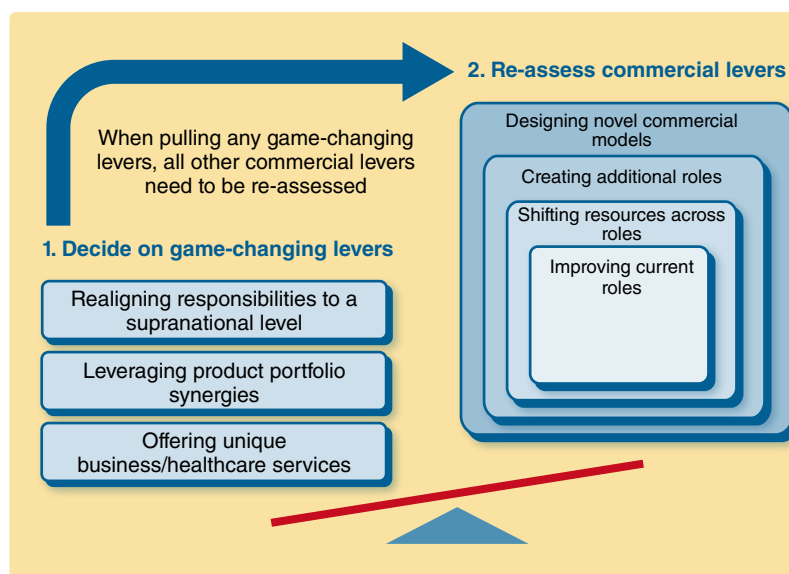 2. Re-assess commercial levers
Designing novel commercial
models
Creating additional roles
Shifting resources across
roles
Improving current
roles
When pulling any game-changing
levers, all other commercial levers
need to be re-assessed
1. Decide on game-changing levers
Realigning responsibilities to a
supranational level
Leveraging product portfolio
synergies
Offering unique
business/healthcare services